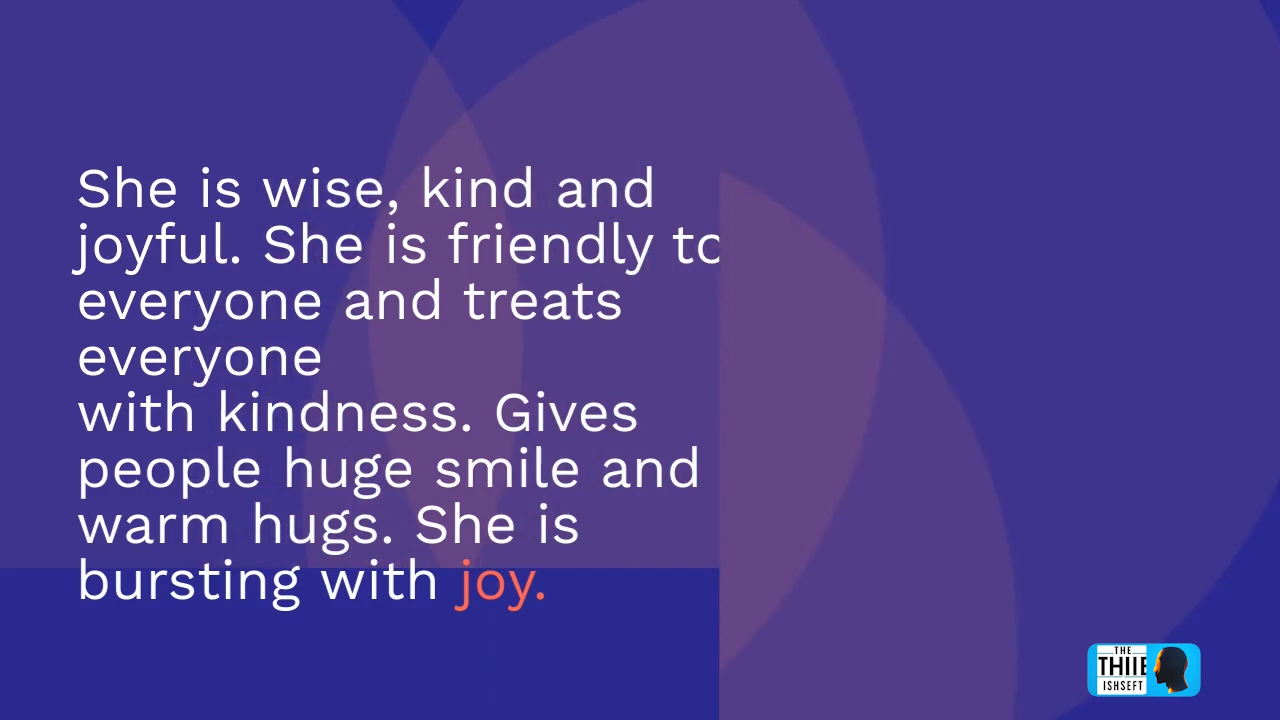 She is wise, kind and
joyful. She is friendly to
everyone and treats
everyone
with kindness. Gives
people huge smile and
warm hugs. She is
bursting with joy.
THE
THIIE
ISHSEFT